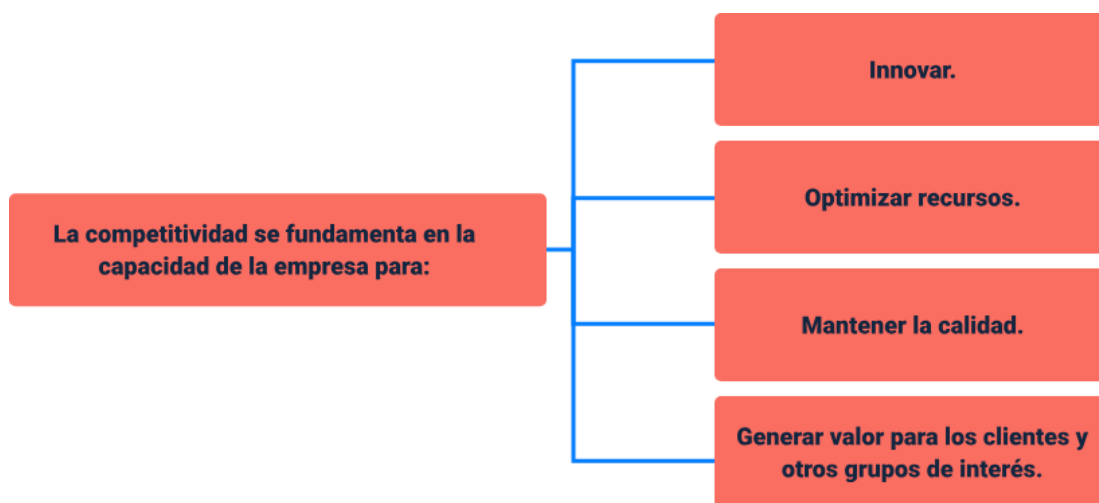 La competitividad se fundamenta en la
capacidad de la empresa para:
Innovar.
Optimizar recursos.
Mantener la calidad.
Generar valor para los clientes y
otros grupos de interés.